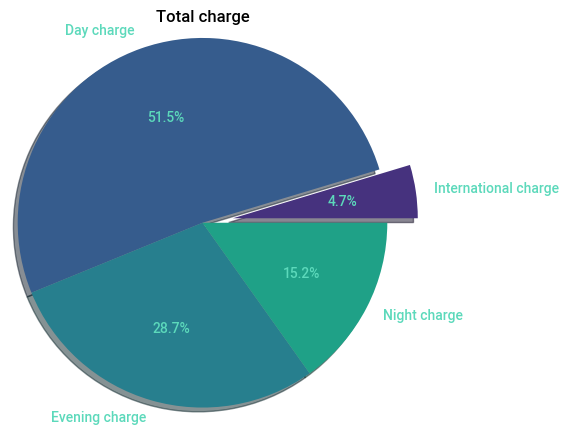 Total charge
Day charge
51.5%
International charge
4.7%
15.2%
Night charge
28.7%
Evening charge